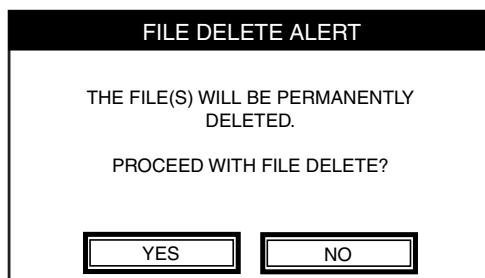 FILE DELETE ALERT
THE FILE(S) WILL BE PERMANENTLY
DELETED.
PROCEED WITH FILE DELETE?
YES
NO